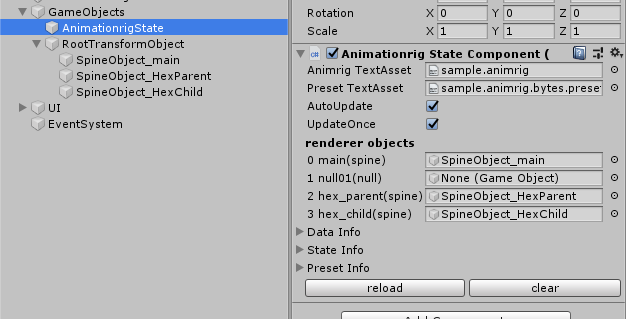 GameObjects
AnimationrigState
RootTransformObject
SpineObject_main
SpineObject_HexParent
SpineObject_HexChild
UI
EventSystem
Rotation X 0 Y 0 Z 0
Scale X 1 Y 1 Z 1
Animationrig State Component (
Animrig TextAsset sample.animrig
Preset TextAsset sample.animrig.bytes.preset
AutoUpdate
UpdateOnce
renderer objects
0 main(spine) SpineObject_main
1 null01(null) None (Game Object)
2 hex_parent(spine) SpineObject_HexParent
3 hex_child(spine) SpineObject_HexChild
Data Info
State Info
Preset Info
reload clear